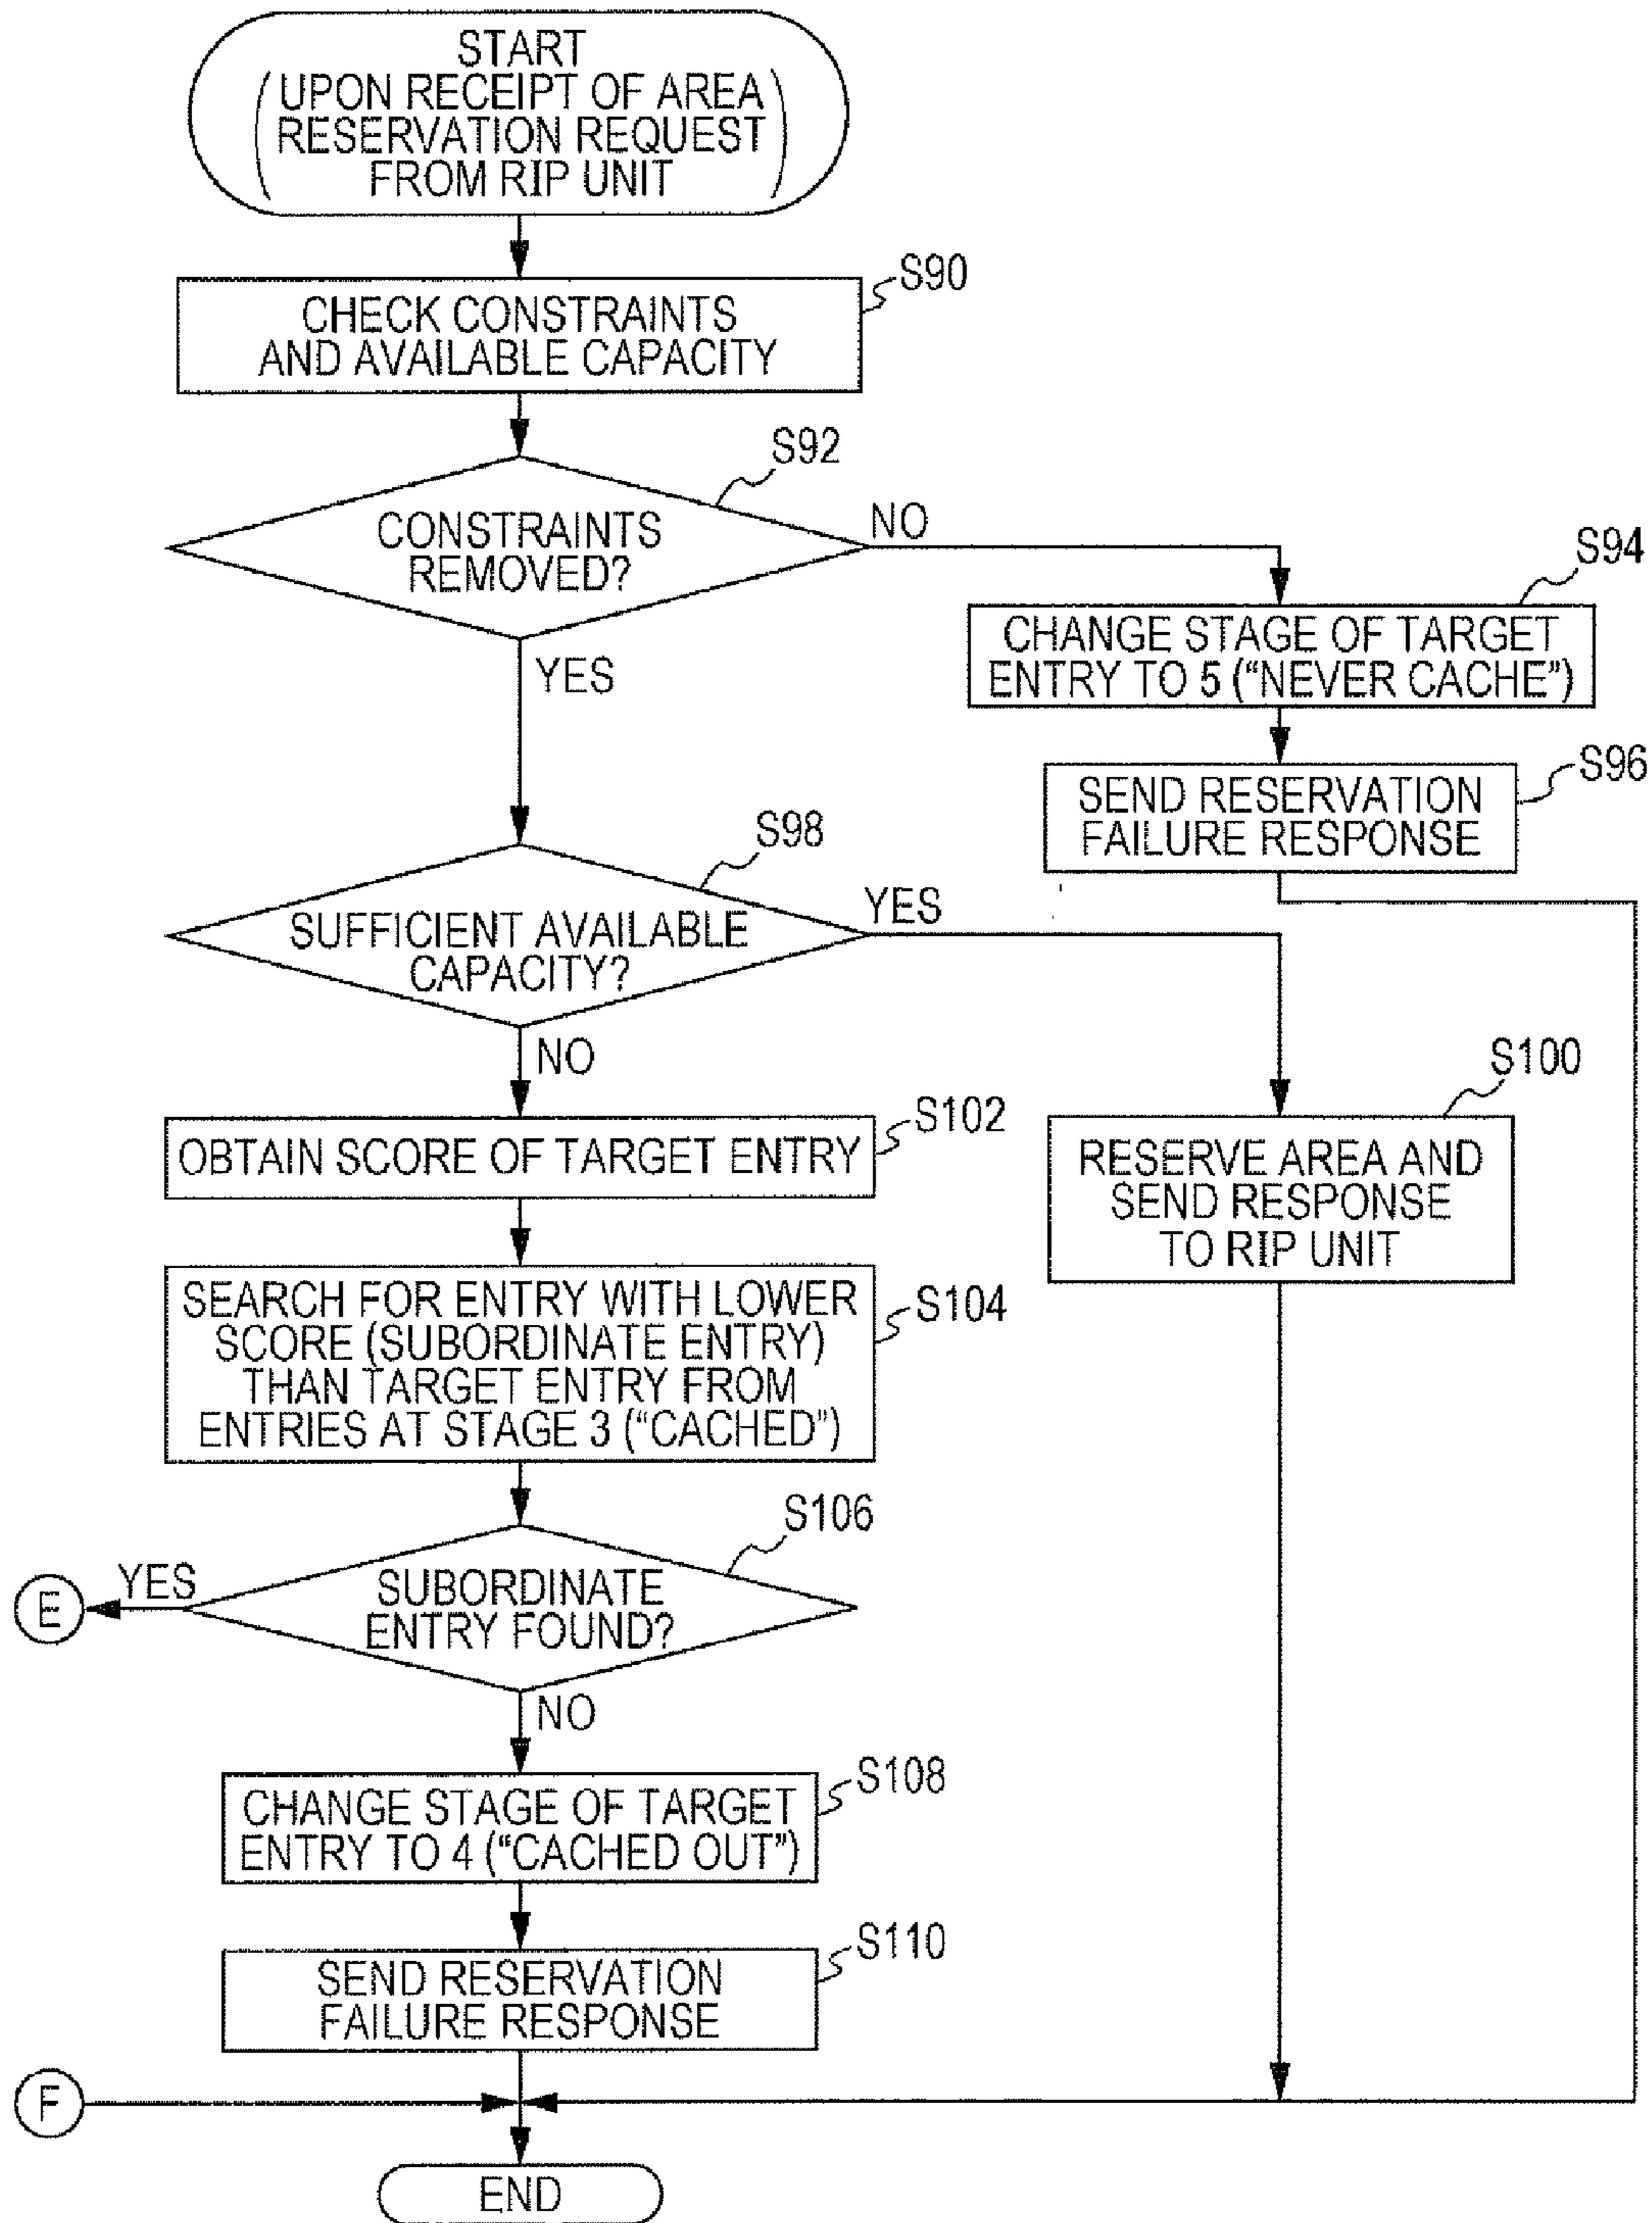 START
(UPON RECEIPT OF AREA
RESERVATION REQUEST
FROM RIP UNIT)
S90
CHECK CONSTRAINTS
AND AVAILABLE CAPACITY
S92
CONSTRAINTS
REMOVED?
NO
YES
S94
CHANGE STAGE OF TARGET
ENTRY TO 5 (“NEVER CACHE”)
S96
SEND RESERVATION
FAILURE RESPONSE
S98
SUFFICIENT AVAILABLE
CAPACITY?
YES
NO
S100
RESERVE AREA AND
SEND RESPONSE
TO RIP UNIT
S102
OBTAIN SCORE OF TARGET ENTRY
S104
SEARCH FOR ENTRY WITH LOWER
SCORE (SUBORDINATE ENTRY)
THAN TARGET ENTRY FROM
ENTRIES AT STAGE 3 (“CACHED”)
S106
SUBORDINATE
ENTRY FOUND?
YES
E
NO
S108
CHANGE STAGE OF TARGET
ENTRY TO 4 (“CACHED OUT”)
S110
SEND RESERVATION
FAILURE RESPONSE
F
END